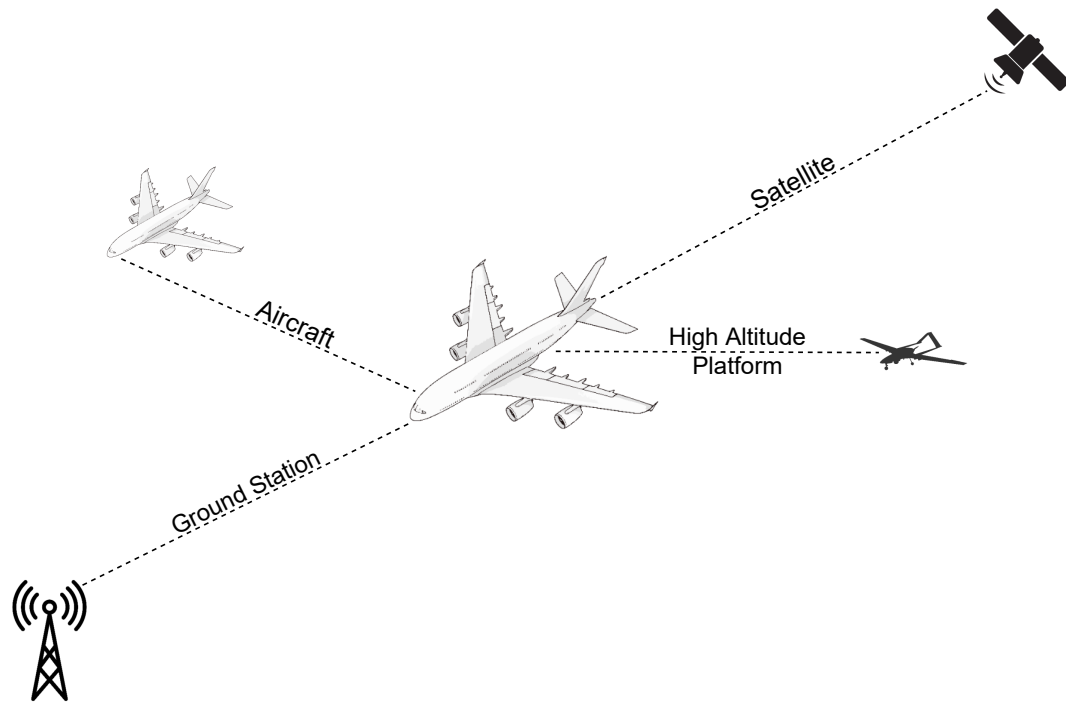 Satellite
Aircraft
High Altitude
Platform
Ground Station